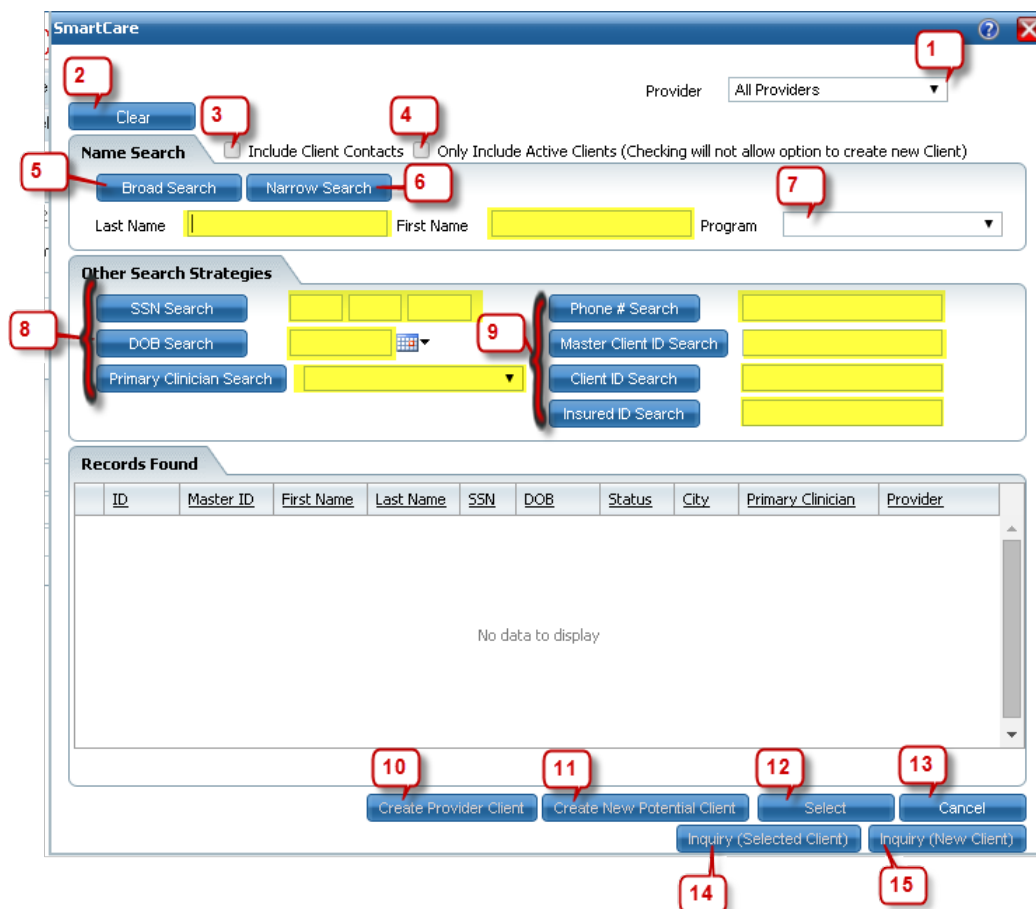 SmartCare
1
2
Provider All Providers
Clear
3
4
Name Search Include Client Contacts Only Include Active Clients (Checking will not allow option to create new Client)
5
Broad Search Narrow Search
6
7
Last Name First Name Program
Other Search Strategies
SSN Search Phone # Search
8
9
DOB Search Master Client ID Search
Primary Clinician Search Client ID Search
Insured ID Search
Records Found
ID Master ID First Name Last Name SSN DOB Status City Primary Clinician Provider
No data to display
10
11
12
13
Create Provider Client Create New Potential Client Select Cancel
Inquiry (Selected Client) Inquiry (New Client)
14
15